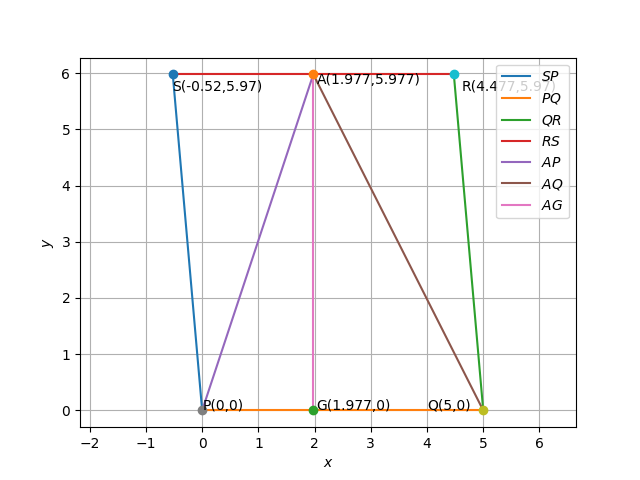 S(-0.52,5.97)
A(1.977,5.977)
R(4.477,5.97)
P(0,0)
G(1.977,0)
Q(5,0)
SP
PQ
QR
RS
AP
AQ
AG
y
6
5
4
3
2
1
0
−2
−1
0
1
2
3
4
5
6
x